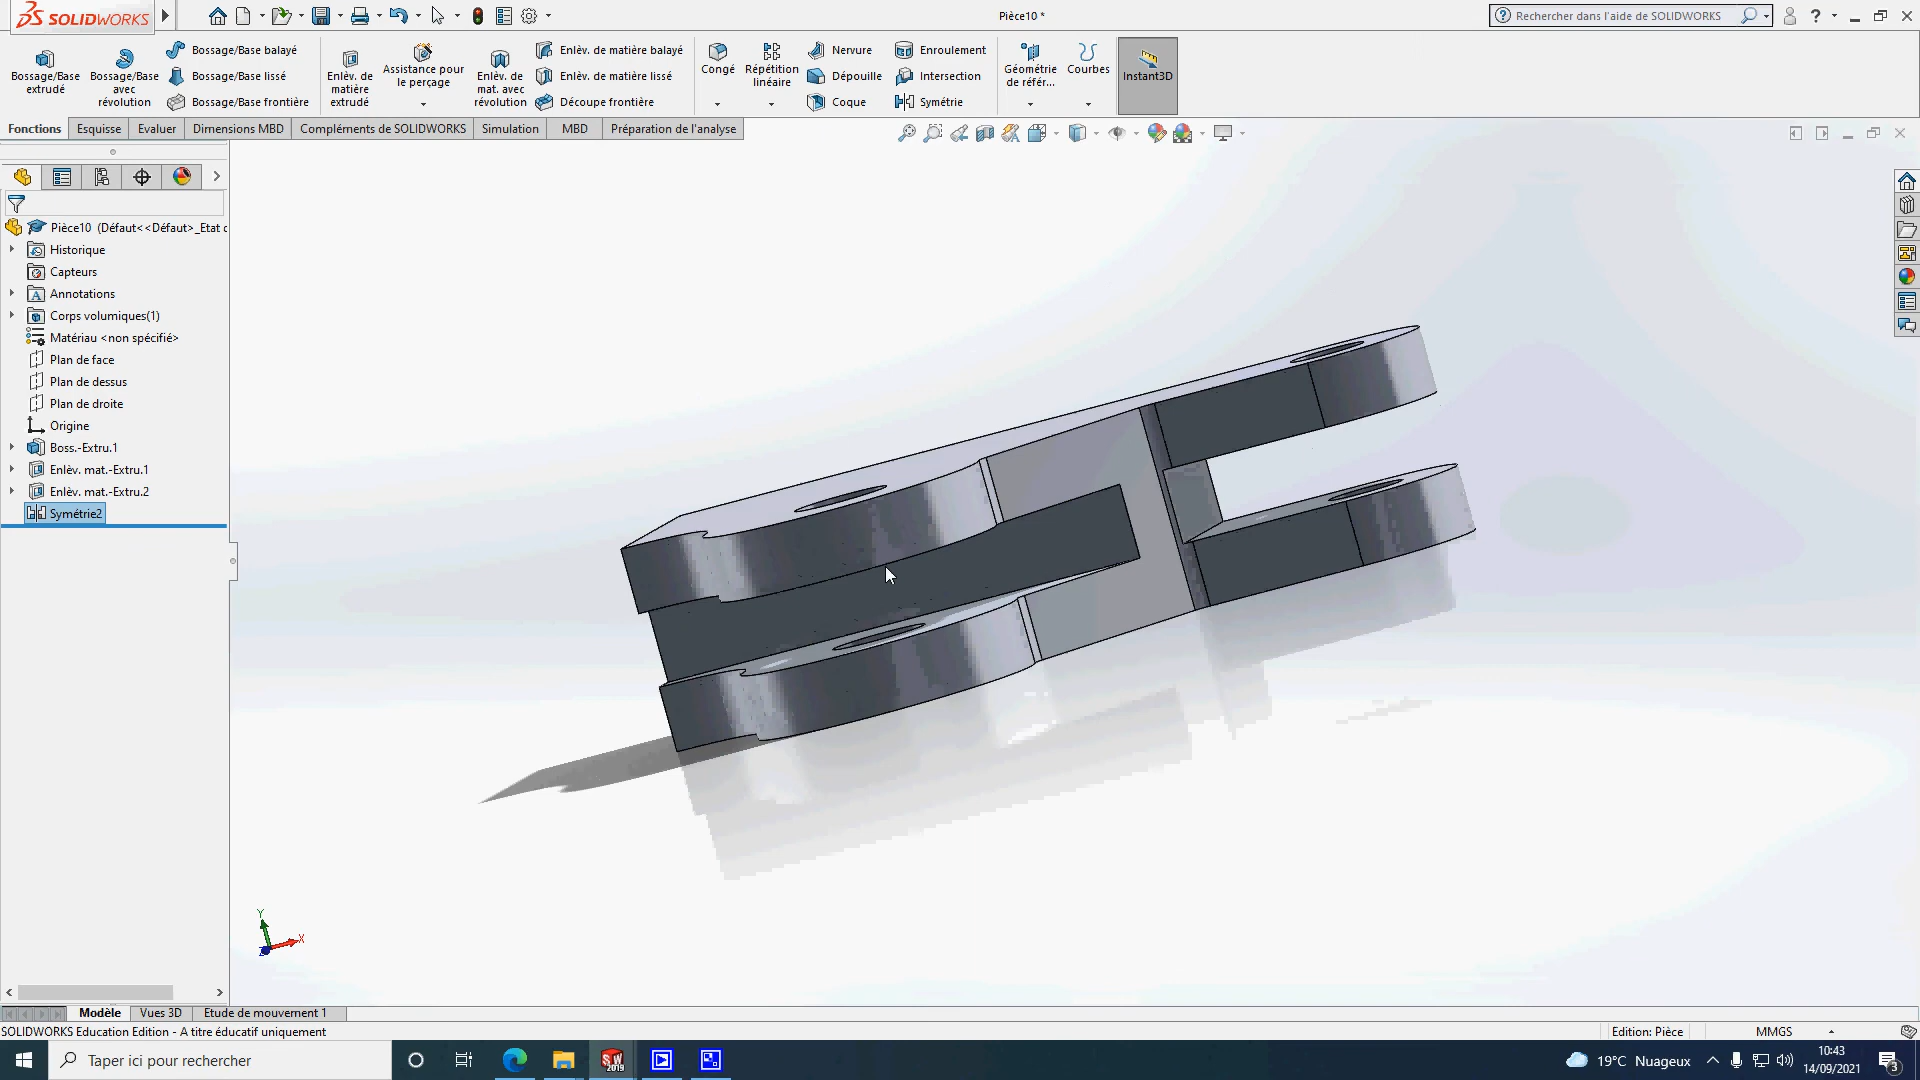 SOLIDWORKS
Pièce10 *
Rechercher dans l'aide de SOLIDWORKS
Bossage/Base extrudé
Bossage/Base avec révolution
Bossage/Base balayé
Bossage/Base lissé
Bossage/Base frontière
Enlèv. de matière extrudé
Assistance pour le perçage
Enlèv. de mat. avec révolution
Enlèv. de matière balayé
Enlèv. de matière lissé
Découpe frontière
Congé
Répétition linéaire
Nervure
Dépouille
Coque
Enroulement
Intersection
Symétrie
Géométrie de référ...
Courbes
Instant3D
Fonctions
Esquisse
Evaluer
Dimensions MBD
Compléments de SOLIDWORKS
Simulation
MBD
Préparation de l'analyse
Pièce10 (Défaut<<Défaut>_Etat d
Historique
Capteurs
Annotations
Corps volumiques(1)
Matériau <non spécifié>
Plan de face
Plan de dessus
Plan de droite
Origine
Boss.-Extru.1
Enlèv. mat.-Extru.1
Enlèv. mat.-Extru.2
Symétrie2
Y
X
Z
Modèle
Vues 3D
Etude de mouvement 1
SOLIDWORKS Education Edition - A titre éducatif uniquement
Edition: Pièce
MMGS
Taper ici pour rechercher
SW
2019
19°C Nuageux
10:43
14/09/2021
3